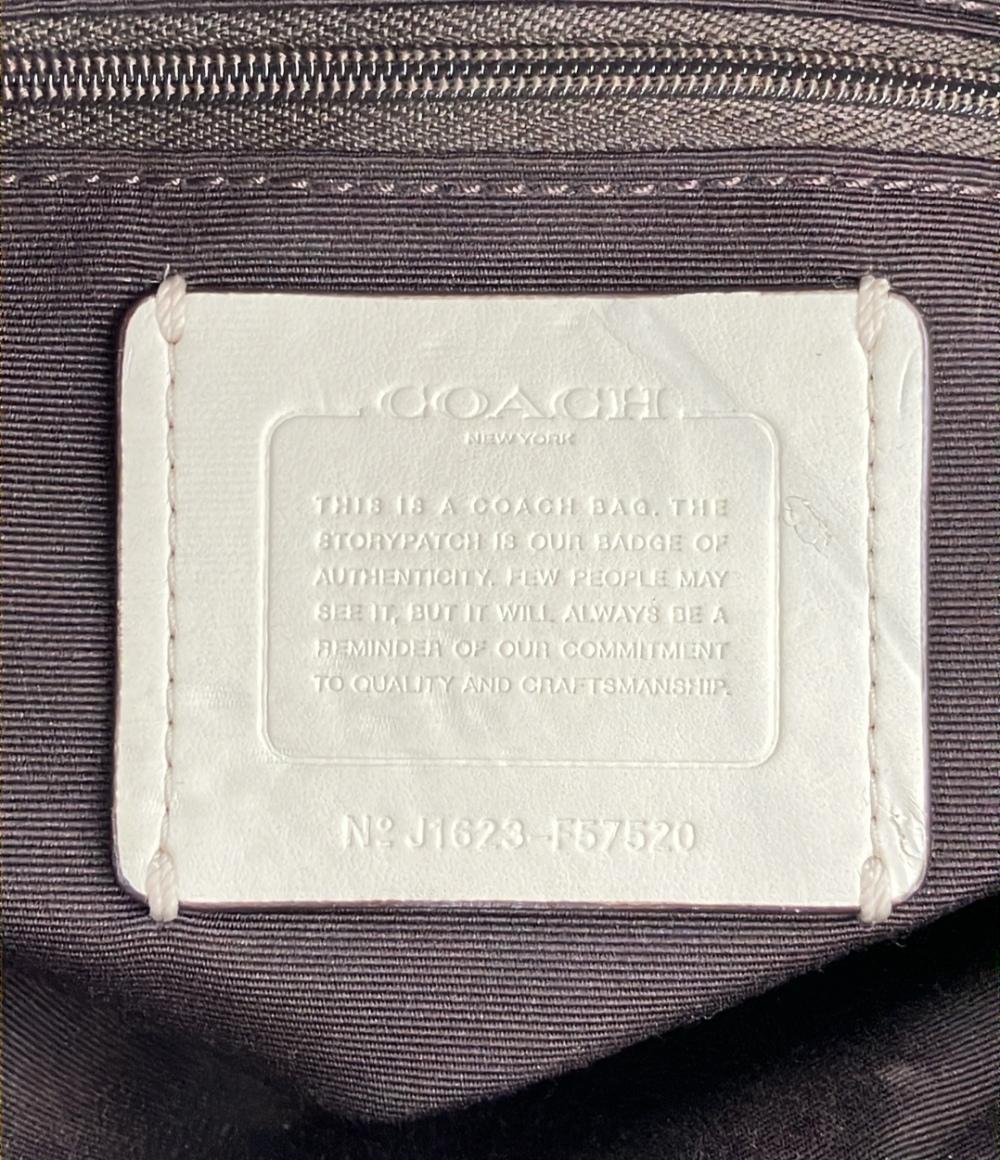 COACH
NEW YORK
THIS IS A COACH BAG. THE
STORYPATCH IS OUR BADGE OF
AUTHENTICITY. FEW PEOPLE MAY
SEE IT, BUT IT WILL ALWAYS BE A
REMINDER OF OUR COMMITMENT
TO QUALITY AND CRAFTSMANSHIP.
Nº J1623-F57520